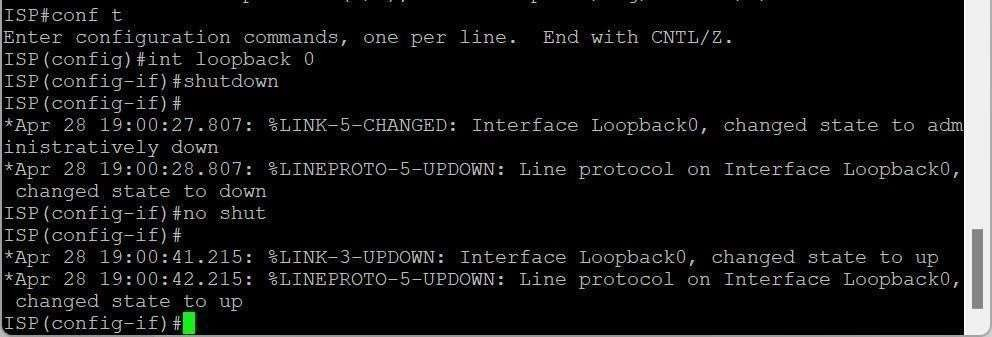 ISP#conf t
Enter configuration commands, one per line.  End with CNTL/Z.
ISP(config)#int loopback 0
ISP(config-if)#shutdown
ISP(config-if)#
*Apr 28 19:00:27.807: %LINK-5-CHANGED: Interface Loopback0, changed state to adm
inistratively down
*Apr 28 19:00:28.807: %LINEPROTO-5-UPDOWN: Line protocol on Interface Loopback0,
 changed state to down
ISP(config-if)#no shut
ISP(config-if)#
*Apr 28 19:00:41.215: %LINK-3-UPDOWN: Interface Loopback0, changed state to up
*Apr 28 19:00:42.215: %LINEPROTO-5-UPDOWN: Line protocol on Interface Loopback0,
 changed state to up
ISP(config-if)#